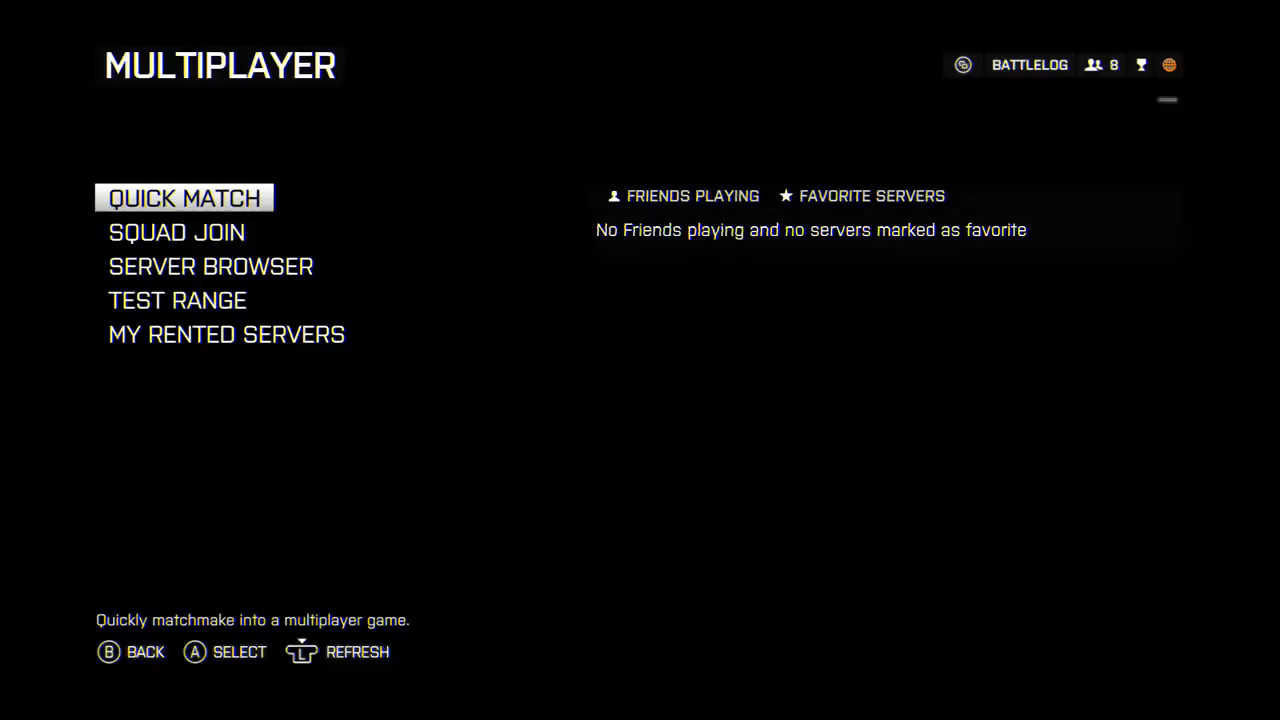 MULTIPLAYER
BATTLELOG 8
QUICK MATCH
SQUAD JOIN
SERVER BROWSER
TEST RANGE
MY RENTED SERVERS
FRIENDS PLAYING FAVORITE SERVERS
No Friends playing and no servers marked as favorite
Quickly matchmake into a multiplayer game.
B BACK A SELECT L REFRESH